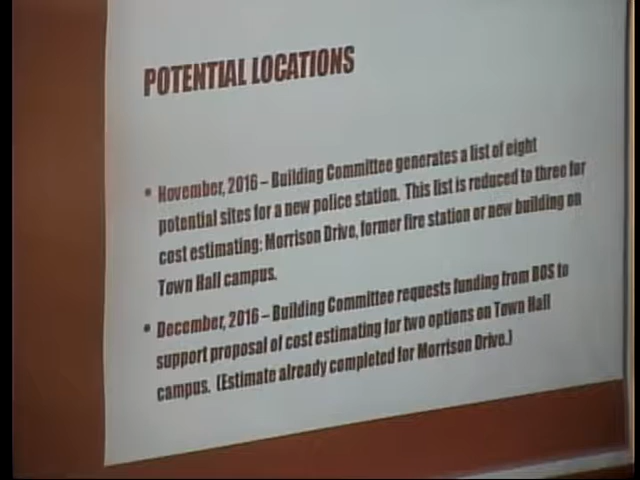 POTENTIAL LOCATIONS
• November, 2016 – Building Committee generates a list of eight
potential sites for a new police station. This list is reduced to three for
cost estimating: Morrison Drive, former fire station or new building on
Town Hall campus.
• December, 2016 – Building Committee requests funding from BOS to
support proposal of cost estimating for two options on Town Hall
campus. (Estimate already completed for Morrison Drive.)